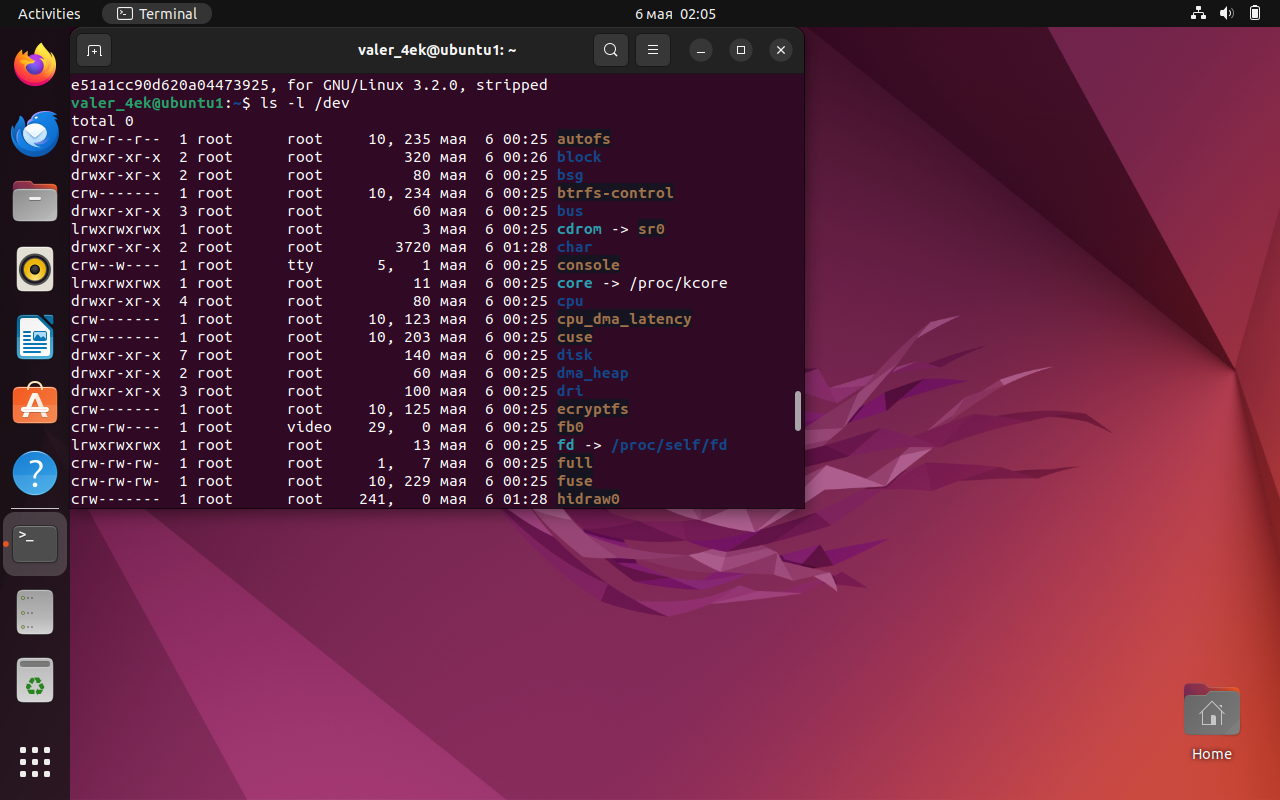 Activities Terminal 6 мая 02:05
valer_4ek@ubuntu1: ~
e51a1cc90d620a04473925, for GNU/Linux 3.2.0, stripped
valer_4ek@ubuntu1:~$ ls -l /dev
total 0
crw-r--r-- 1 root root 10, 235 мая 6 00:25 autofs
drwxr-xr-x 2 root root 320 мая 6 00:26 block
drwxr-xr-x 2 root root 80 мая 6 00:25 bsg
crw------- 1 root root 10, 234 мая 6 00:25 btrfs-control
drwxr-xr-x 3 root root 60 мая 6 00:25 bus
lrwxrwxrwx 1 root root 3 мая 6 00:25 cdrom -> sr0
drwxr-xr-x 2 root root 3720 мая 6 01:28 char
crw--w---- 1 root tty 5, 1 мая 6 00:25 console
lrwxrwxrwx 1 root root 11 мая 6 00:25 core -> /proc/kcore
drwxr-xr-x 4 root root 80 мая 6 00:25 cpu
crw------- 1 root root 10, 123 мая 6 00:25 cpu_dma_latency
crw------- 1 root root 10, 203 мая 6 00:25 cuse
drwxr-xr-x 7 root root 140 мая 6 00:25 disk
drwxr-xr-x 2 root root 60 мая 6 00:25 dma_heap
drwxr-xr-x 3 root root 100 мая 6 00:25 dri
crw------- 1 root root 10, 125 мая 6 00:25 ecryptfs
crw-rw---- 1 root video 29, 0 мая 6 00:25 fb0
lrwxrwxrwx 1 root root 13 мая 6 00:25 fd -> /proc/self/fd
crw-rw-rw- 1 root root 1, 7 мая 6 00:25 full
crw-rw-rw- 1 root root 10, 229 мая 6 00:25 fuse
crw------- 1 root root 241, 0 мая 6 01:28 hidraw0
Home